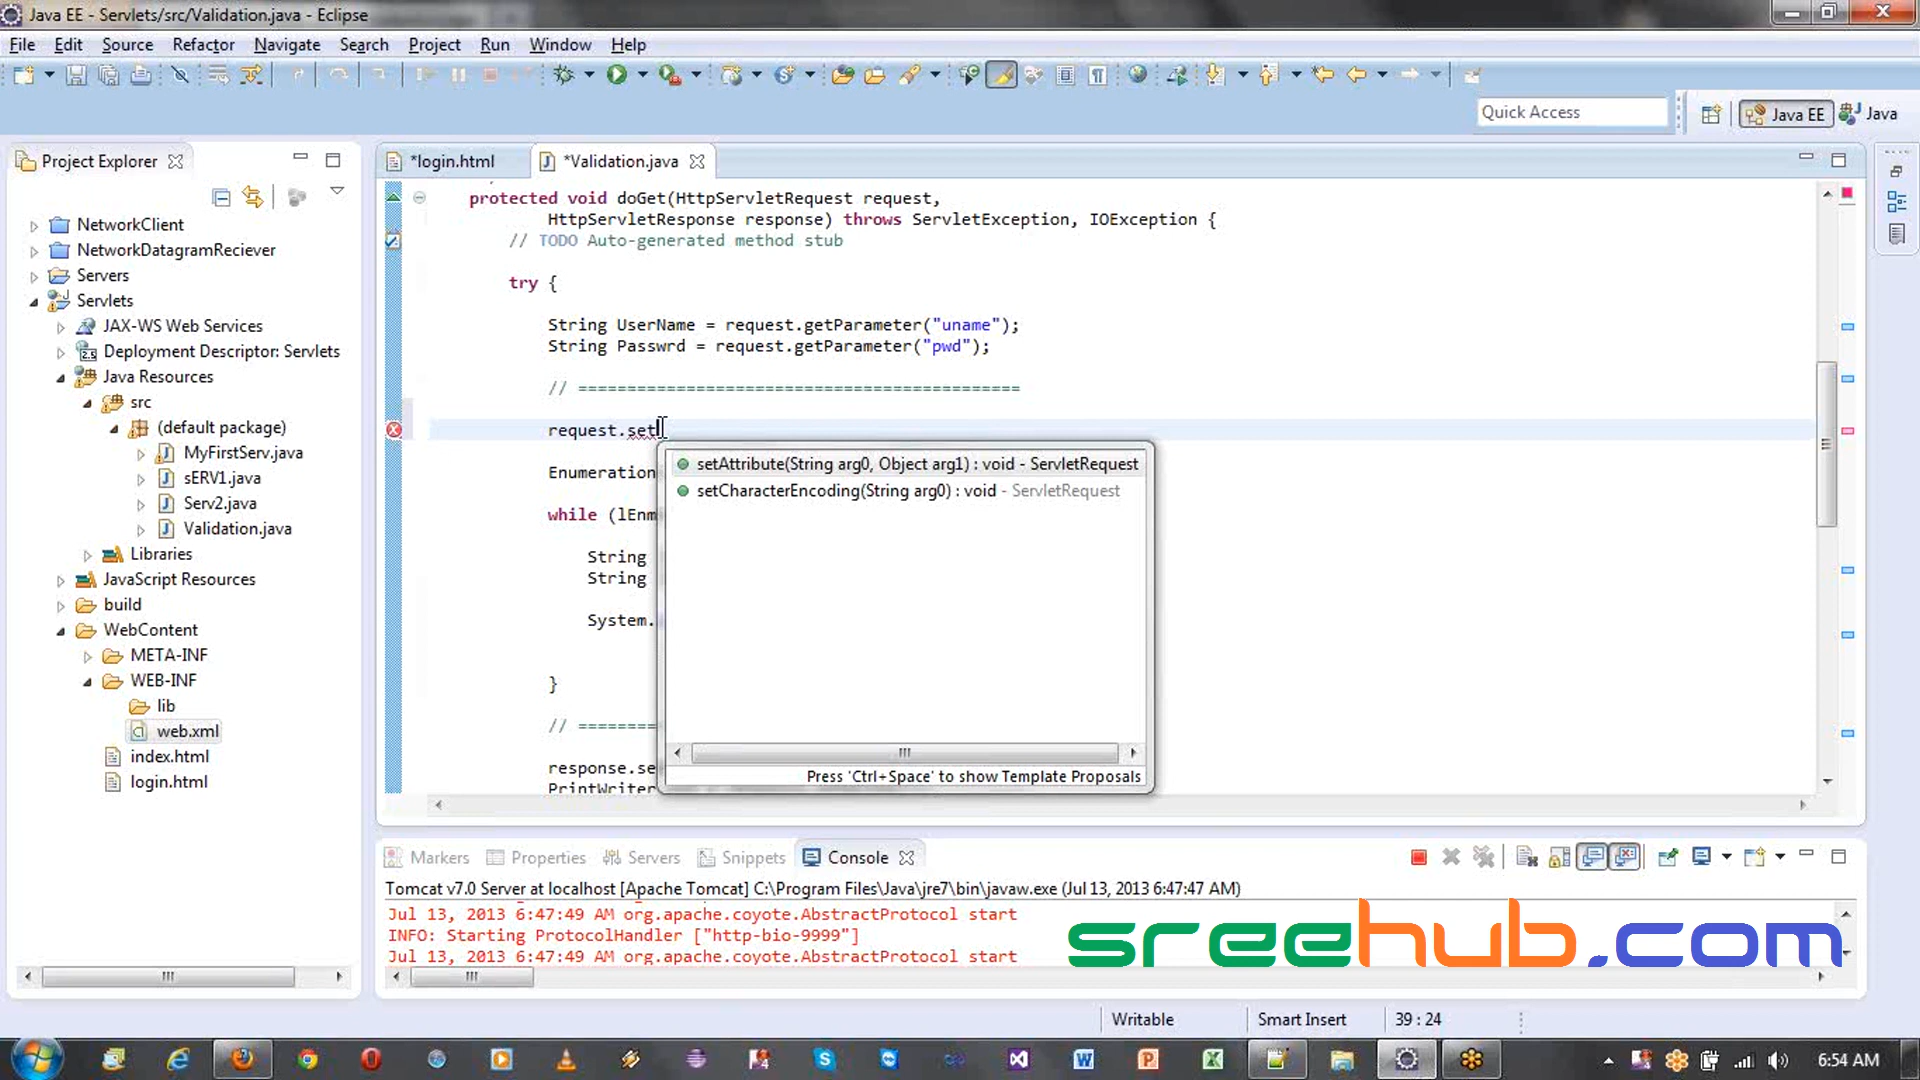 Java EE - Servlets/src/Validation.java - Eclipse
File Edit Source Refactor Navigate Search Project Run Window Help
Quick Access
Java EE
Java
Project Explorer
*login.html
*Validation.java
NetworkClient
NetworkDatagramReciever
Servers
Servlets
JAX-WS Web Services
Deployment Descriptor: Servlets
Java Resources
src
(default package)
MyFirstServ.java
sERV1.java
Serv2.java
Validation.java
Libraries
JavaScript Resources
build
WebContent
META-INF
WEB-INF
lib
web.xml
index.html
login.html
protected void doGet(HttpServletRequest request,
HttpServletResponse response) throws ServletException, IOException {
// TODO Auto-generated method stub
try {
String UserName = request.getParameter("uname");
String Passwrd = request.getParameter("pwd");
// =============================================
request.set
Enumeration
while (lEnm
String
String
System.
}
// ========
response.se
PrintWriter
setAttribute(String arg0, Object arg1) : void - ServletRequest
setCharacterEncoding(String arg0) : void - ServletRequest
Press 'Ctrl+Space' to show Template Proposals
Markers Properties Servers Snippets Console
Tomcat v7.0 Server at localhost [Apache Tomcat] C:\Program Files\Java\jre7\bin\javaw.exe (Jul 13, 2013 6:47:47 AM)
Jul 13, 2013 6:47:49 AM org.apache.coyote.AbstractProtocol start
INFO: Starting ProtocolHandler ["http-bio-9999"]
Jul 13, 2013 6:47:49 AM org.apache.coyote.AbstractProtocol start
sreehub.com
Writable
Smart Insert
39 : 24
6:54 AM